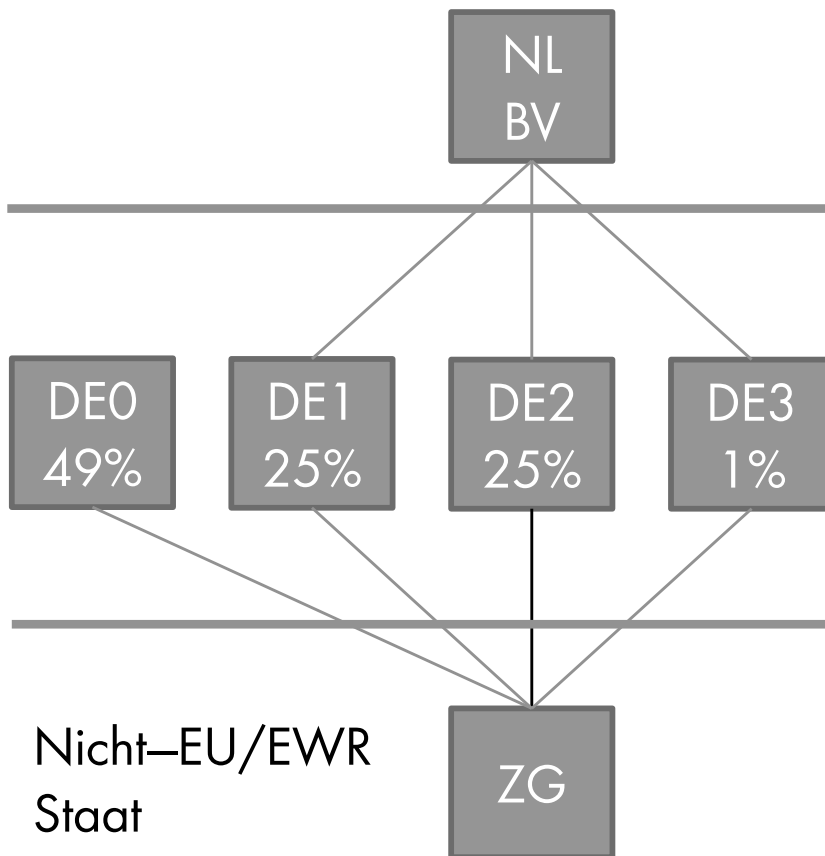 NL
BV
DE0
49%
DE1
25%
DE2
25%
DE3
1%
Nicht–EU/EWR
Staat
ZG